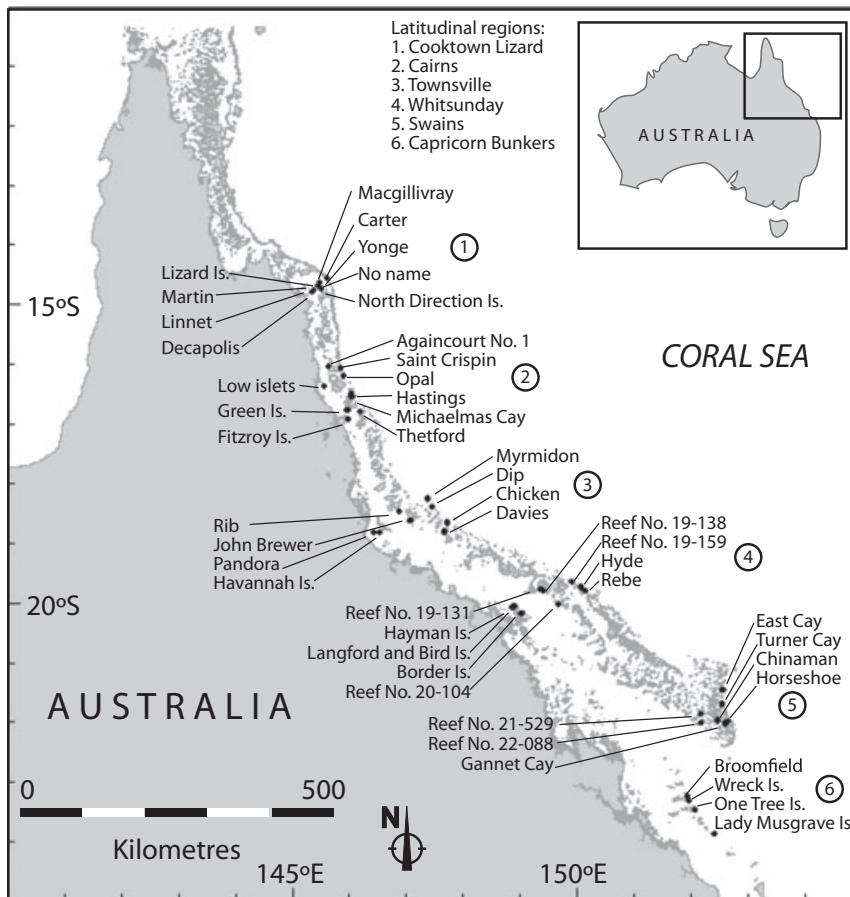 Latitudinal regions:
1. Cooktown Lizard
2. Cairns
3. Townsville
4. Whitsunday
5. Swains
6. Capricorn Bunkers
AUSTRALIA
Macgillivray
Carter
Yonge
1
No name
North Direction Is.
Lizard Is.
Martin
Linnet
Decapolis
15ºS
CORAL SEA
Againcourt No. 1
Saint Crispin
Opal
2
Hastings
Michaelmas Cay
Thetford
Low islets
Green Is.
Fitzroy Is.
Myrmidon
Dip
3
Chicken
Davies
Rib
John Brewer
Pandora
Havannah Is.
Reef No. 19-138
Reef No. 19-159
4
Hyde
Rebe
20ºS
Reef No. 19-131
Hayman Is.
Langford and Bird Is.
Border Is.
Reef No. 20-104
East Cay
Turner Cay
Chinaman
Horseshoe
5
AUSTRALIA
Reef No. 21-529
Reef No. 22-088
Gannet Cay
Broomfield
Wreck Is.
6
One Tree Is.
Lady Musgrave Is
0 500
Kilometres
N
145ºE
150ºE